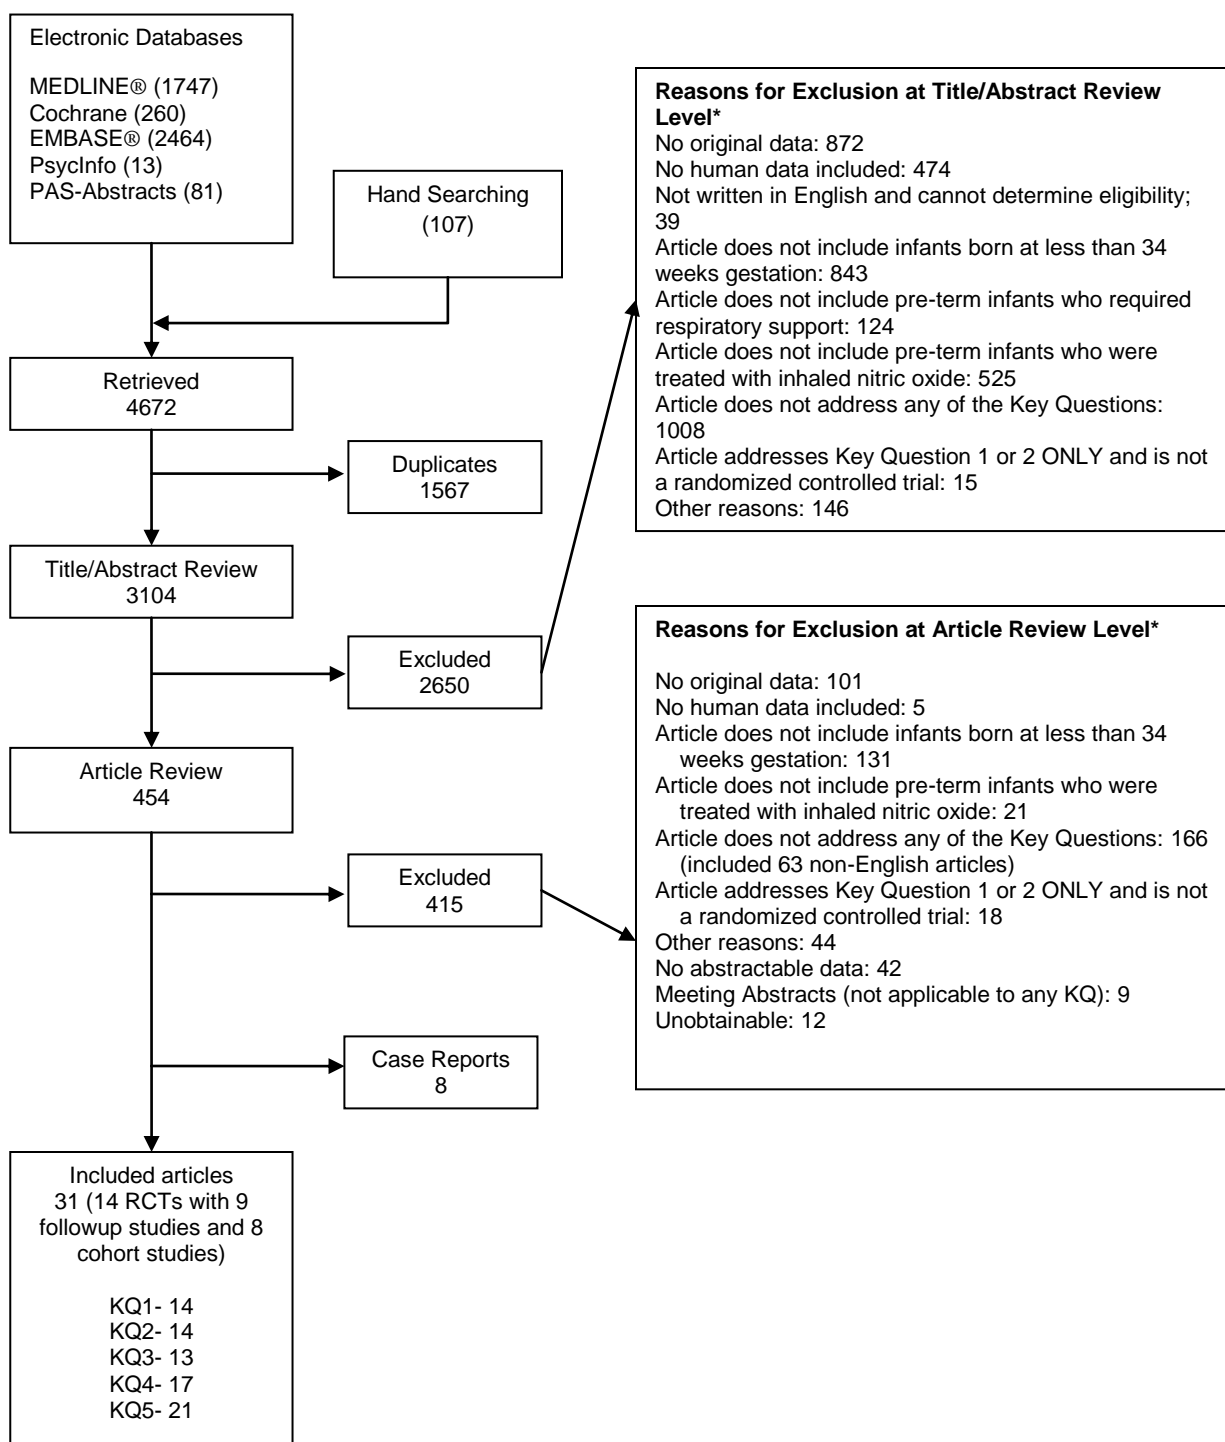 Electronic Databases
MEDLINE® (1747)
Cochrane (260)
EMBASE® (2464)
PsycInfo (13)
PAS-Abstracts (81)
Hand Searching
(107)
Retrieved
4672
Duplicates
1567
Title/Abstract Review
3104
Excluded
2650
Reasons for Exclusion at Title/Abstract Review
Level*
No original data: 872
No human data included: 474
Not written in English and cannot determine eligibility;
39
Article does not include infants born at less than 34
weeks gestation: 843
Article does not include pre-term infants who required
respiratory support: 124
Article does not include pre-term infants who were
treated with inhaled nitric oxide: 525
Article does not address any of the Key Questions:
1008
Article addresses Key Question 1 or 2 ONLY and is not
a randomized controlled trial: 15
Other reasons: 146
Article Review
454
Excluded
415
Reasons for Exclusion at Article Review Level*
No original data: 101
No human data included: 5
Article does not include infants born at less than 34
weeks gestation: 131
Article does not include pre-term infants who were
treated with inhaled nitric oxide: 21
Article does not address any of the Key Questions: 166
(included 63 non-English articles)
Article addresses Key Question 1 or 2 ONLY and is not
a randomized controlled trial: 18
Other reasons: 44
No abstractable data: 42
Meeting Abstracts (not applicable to any KQ): 9
Unobtainable: 12
Case Reports
8
Included articles
31 (14 RCTs with 9
followup studies and 8
cohort studies)
KQ1- 14
KQ2- 14
KQ3- 13
KQ4- 17
KQ5- 21